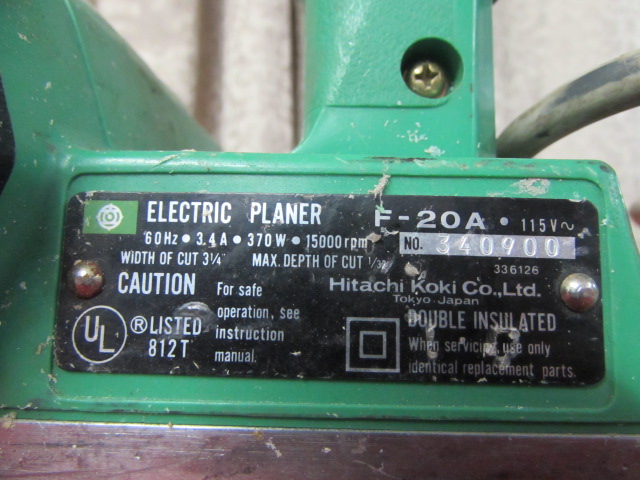 ELECTRIC PLANER F-20A • 115V~
60Hz • 3.4A • 370W • 15000rpm NO. 340900
WIDTH OF CUT 3¼" MAX. DEPTH OF CUT 1/32"
336126
CAUTION For safe operation, see instruction manual.
Hitachi Koki Co., Ltd.
Tokyo Japan
UL ® LISTED
812T
DOUBLE INSULATED
When servicing, use only
identical replacement parts.